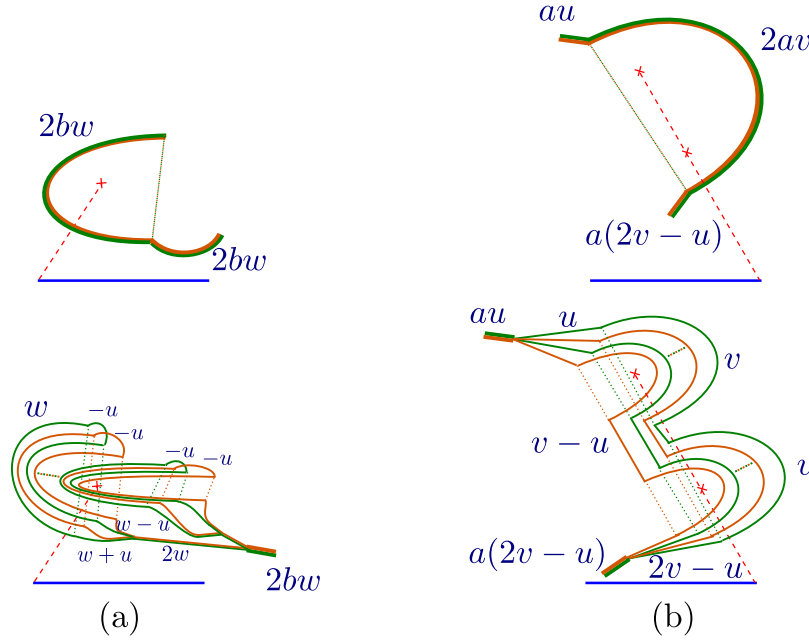 au
2av
2bw
a(2v − u)
2bw
au
u
v
w
−u
−u
−u
−u
v − u
v
w − u
w + u
2w
2bw
a(2v − u)
2v − u
(a)
(b)